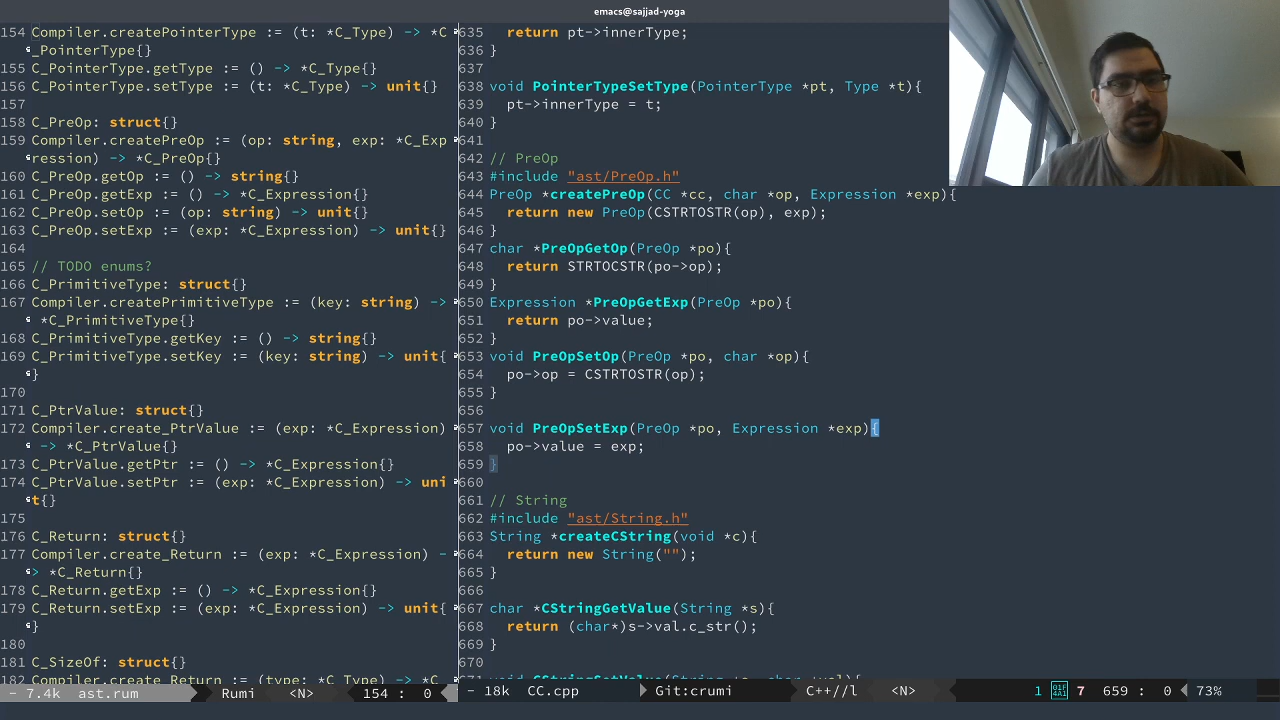 emacs@sajjad-yoga
154 Compiler.createPointerType := (t: *C_Type) -> *C
_PointerType{}
155 C_PointerType.getType := () -> *C_Type{}
156 C_PointerType.setType := (t: *C_Type) -> unit{}
157
158 C_PreOp: struct{}
159 Compiler.createPreOp := (op: string, exp: *C_Exp
ression) -> *C_PreOp{}
160 C_PreOp.getOp := () -> string{}
161 C_PreOp.getExp := () -> *C_Expression{}
162 C_PreOp.setOp := (op: string) -> unit{}
163 C_PreOp.setExp := (exp: *C_Expression) -> unit{}
164
165 // TODO enums?
166 C_PrimitiveType: struct{}
167 Compiler.createPrimitiveType := (key: string) ->
*C_PrimitiveType{}
168 C_PrimitiveType.getKey := () -> string{}
169 C_PrimitiveType.setKey := (key: string) -> unit{
}
170
171 C_PtrValue: struct{}
172 Compiler.create_PtrValue := (exp: *C_Expression)
-> *C_PtrValue{}
173 C_PtrValue.getPtr := () -> *C_Expression{}
174 C_PtrValue.setPtr := (exp: *C_Expression) -> uni
t{}
175
176 C_Return: struct{}
177 Compiler.create_Return := (exp: *C_Expression) -
> *C_Return{}
178 C_Return.getExp := () -> *C_Expression{}
179 C_Return.setExp := (exp: *C_Expression) -> unit{
}
180
181 C_SizeOf: struct{}
182 Compiler.create_Return := (type: *C_Type) ->
- 7.4k ast.rum Rumi <N> 154 : 0
635 return pt->innerType;
636 }
637
638 void PointerTypeSetType(PointerType *pt, Type *t){
639 pt->innerType = t;
640 }
641
642 // PreOp
643 #include "ast/PreOp.h"
644 PreOp *createPreOp(CC *cc, char *op, Expression *exp){
645 return new PreOp(CSTRTOSTR(op), exp);
646 }
647 char *PreOpGetOp(PreOp *po){
648 return STRTOCSTR(po->op);
649 }
650 Expression *PreOpGetExp(PreOp *po){
651 return po->value;
652 }
653 void PreOpSetOp(PreOp *po, char *op){
654 po->op = CSTRTOSTR(op);
655 }
656
657 void PreOpSetExp(PreOp *po, Expression *exp){
658 po->value = exp;
659 }
660
661 // String
662 #include "ast/String.h"
663 String *createCString(void *c){
664 return new String("");
665 }
666
667 char *CStringGetValue(String *s){
668 return (char*)s->val.c_str();
669 }
670
- 18k CC.cpp Git:crumi C++//l <N> 1 7 659 : 0 73%